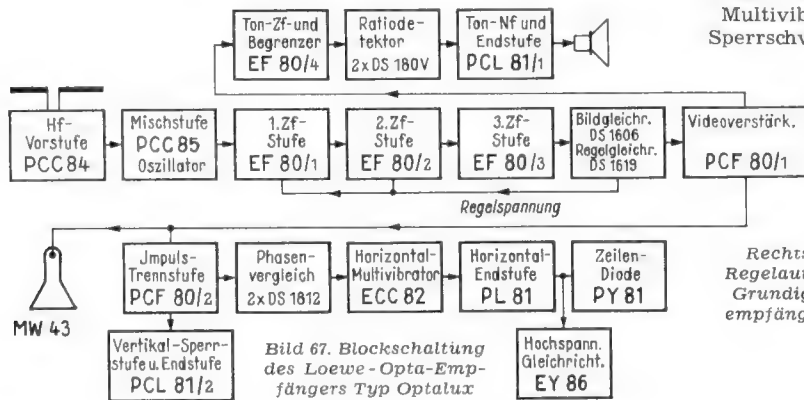 Ton-Zf-und
Begrenzer
EF 80/4
Ratiode-
tektor
2xDS 180V
Ton-Nf und
Endstufe
PCL 81/1
Multivib
Sperrschv
Hf-
Vorstufe
PCC 84
Mischstufe
PCC 85
Oszillator
1.Zf-
Stufe
EF 80/1
2.Zf-
Stufe
EF 80/2
3.Zf-
Stufe
EF 80/3
Bildgleichr.
DS 1606
Regelgleichr.
DS 1619
Videoverstärk.
PCF 80/1
Regelspannung
MW 43
Jmpuls-
Trennstufe
PCF 80/2
Phasen-
vergleich
2x DS 1812
Horizontal-
Multivibrator
ECC 82
Horizontal-
Endstufe
PL 81
Zeilen-
Diode
PY 81
Rechts
Regelaut
Grundig
empfäng
Vertikal-Sperr-
stufe u. Endstufe
PCL 81/2
Bild 67. Blockschaltung
des Loewe-Opta-Emp-
fängers Typ Optalux
Hochspann.
Gleichricht.
EY 86